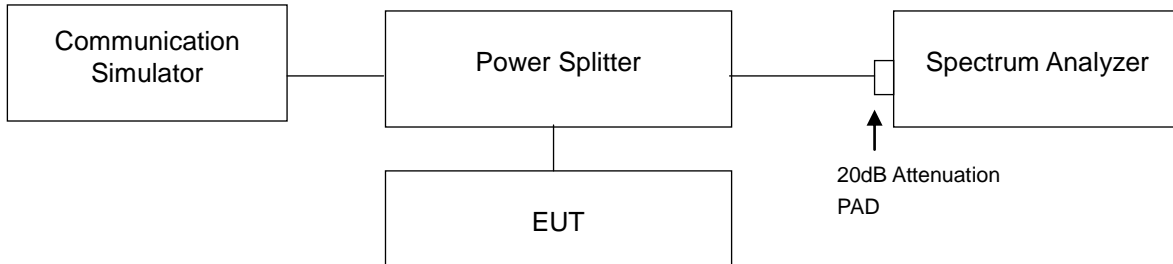 Communication
Simulator
Power Splitter
Spectrum Analyzer
20dB Attenuation
PAD
EUT